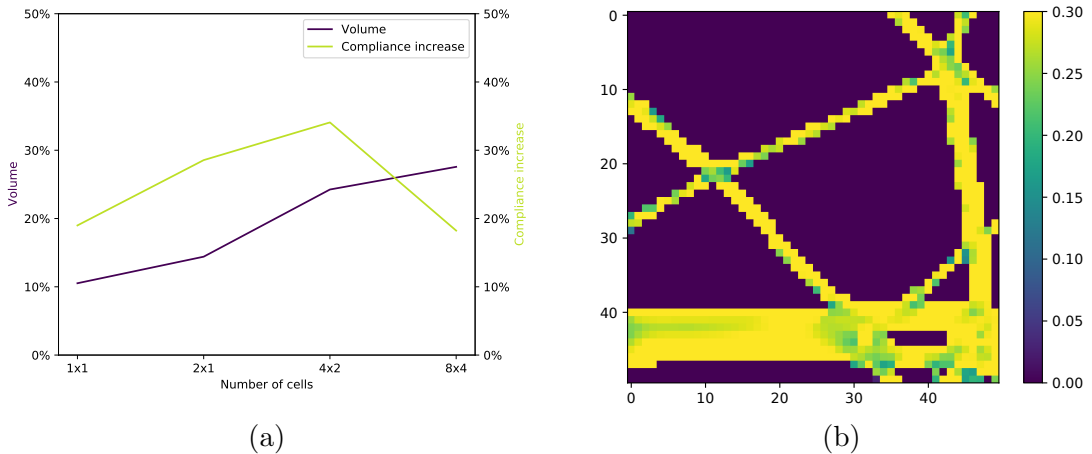 50%
40%
30%
20%
10%
0%
Volume
1x1
2x1
4x2
8x4
Number of cells
50%
40%
30%
20%
10%
0%
Compliance increase
Volume
Compliance increase
(a)
0
10
20
30
40
0
10
20
30
40
0.30
0.25
0.20
0.15
0.10
0.05
0.00
(b)